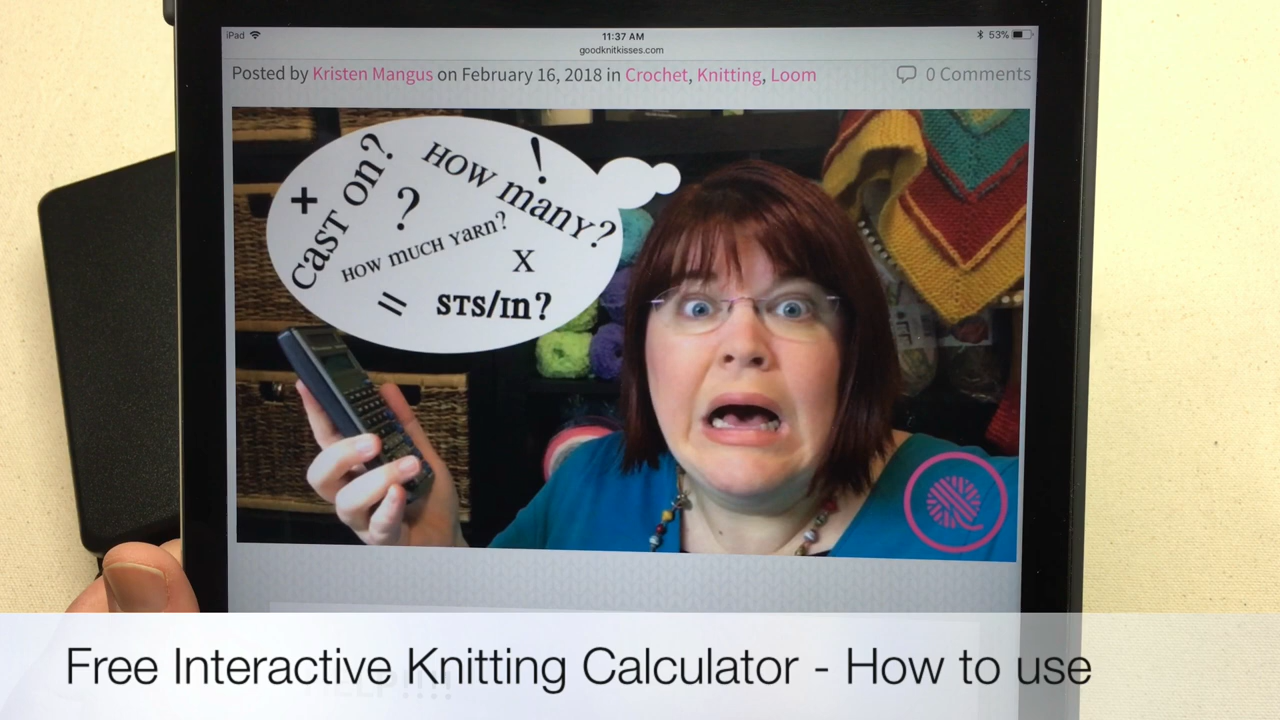 iPad
11:37 AM
53%
goodknitkisses.com
Posted by Kristen Mangus on February 16, 2018 in Crochet, Knitting, Loom
0 Comments
+
Cast on?
How many?
!
?
How much yarn?
x
=
sts/in?
Free Interactive Knitting Calculator - How to use